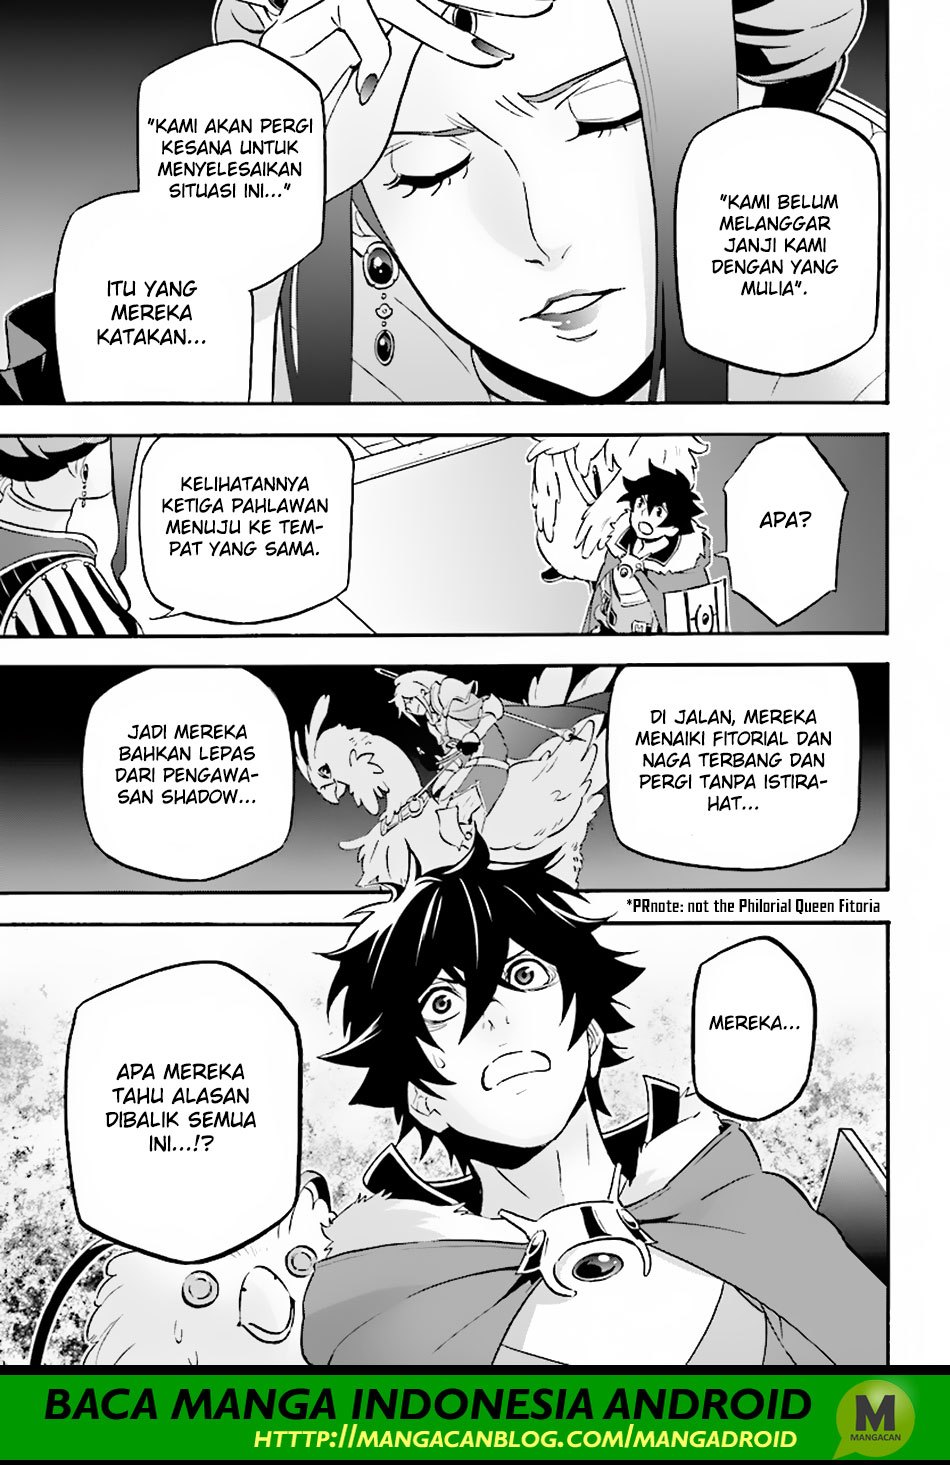 "KAMI BELUM
MELANGGAR
JANJI KAMI
DENGAN YANG
MULIA".
"KAMI AKAN PERGI
KESANA UNTUK
MENYELESAIKAN
SITUASI INI..."
ITU YANG
MEREKA
KATAKAN...
APA?
KELIHATANNYA
KETIGA PAHLAWAN
MENUJU KE TEM-
PAT YANG SAMA.
DI JALAN, MEREKA
MENAIKI FITORIAL DAN
NAGA TERBANG DAN
PERGI TANPA ISTIRA-
HAT...
JADI MEREKA
BAHKAN LEPAS
DARI PENGAWA-
SAN SHADOW...
*PRnote: not the Philorial Queen Fitoria
MEREKA...
APA MEREKA
TAHU ALASAN
DIBALIK SEMUA
INI...!?
BACA MANGA INDONESIA ANDROID
HTTTP://MANGACANBLOG.COM/MANGADROID
M
MANGACAN